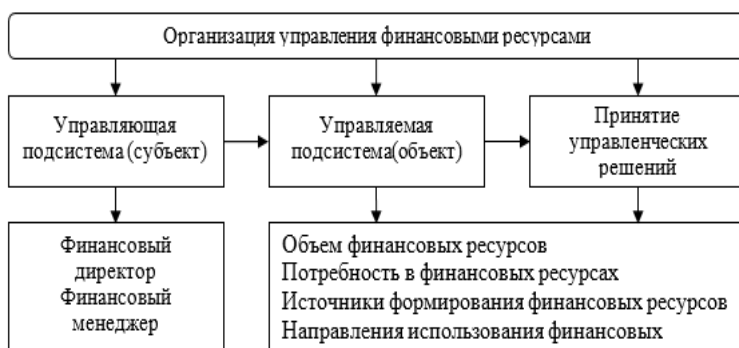 Организация управления финансовыми ресурсами
Управляющая
подсистема (субъект)
Управляемая
подсистема(объект)
Принятие
управленческих
решений
Финансовый
директор
Финансовый
менеджер
Объем финансовых ресурсов
Потребность в финансовых ресурсах
Источники формирования финансовых ресурсов
Направления использования финансовых